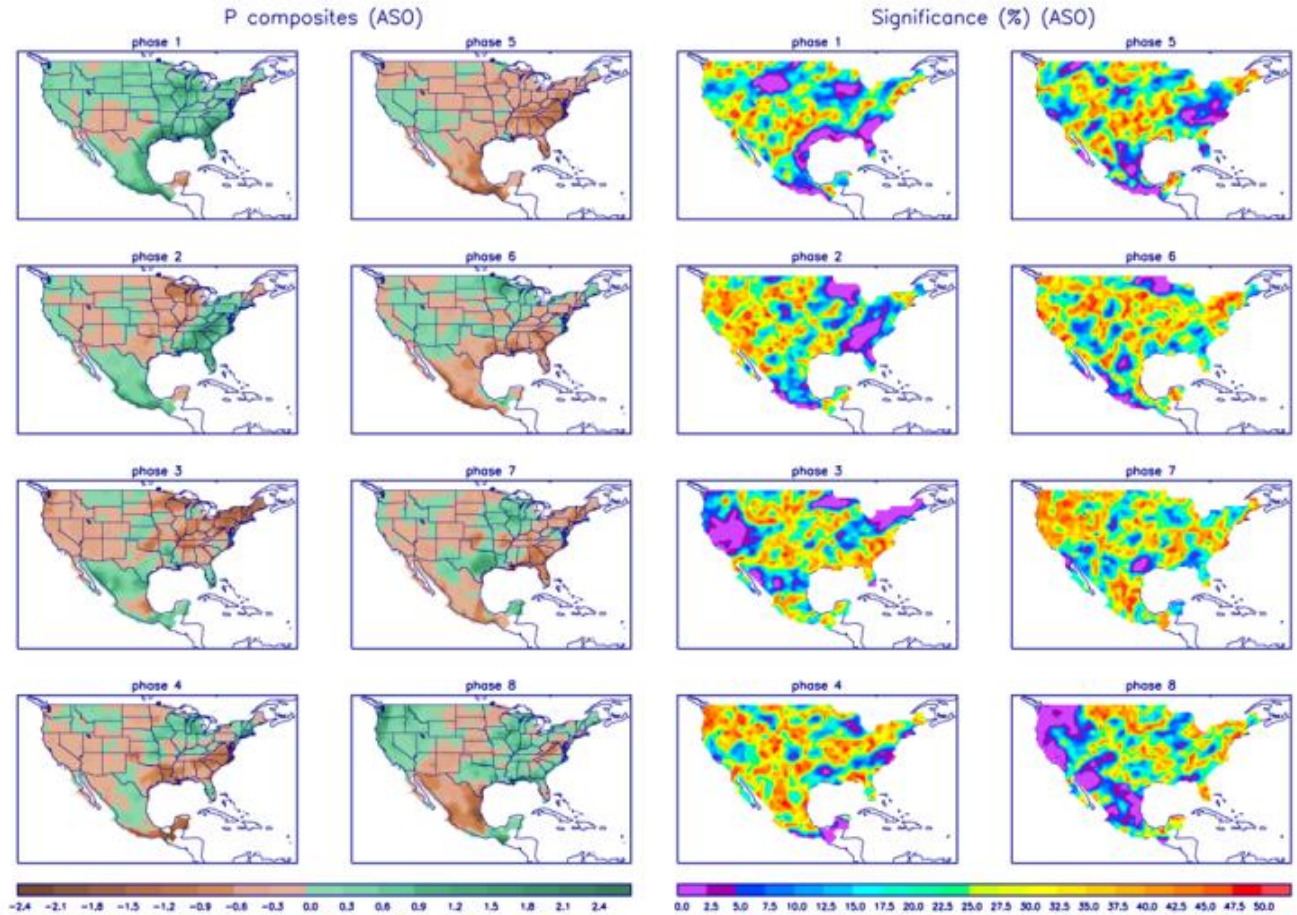 P composites (ASO)
Significance (%) (ASO)
phase 1
phase 5
phase 1
phase 5
phase 2
phase 6
phase 2
phase 6
phase 3
phase 7
phase 3
phase 7
phase 4
phase 8
phase 4
phase 8
-2.4 -2.1 -1.8 -1.5 -1.2 -0.9 -0.6 -0.3 0.0 0.3 0.6 0.9 1.2 1.5 1.8 2.1 2.4
0.0 2.5 5.0 7.5 10.0 12.5 15.0 17.5 20.0 22.5 25.0 27.5 30.0 32.5 35.0 37.5 40.0 42.5 45.0 47.5 50.0